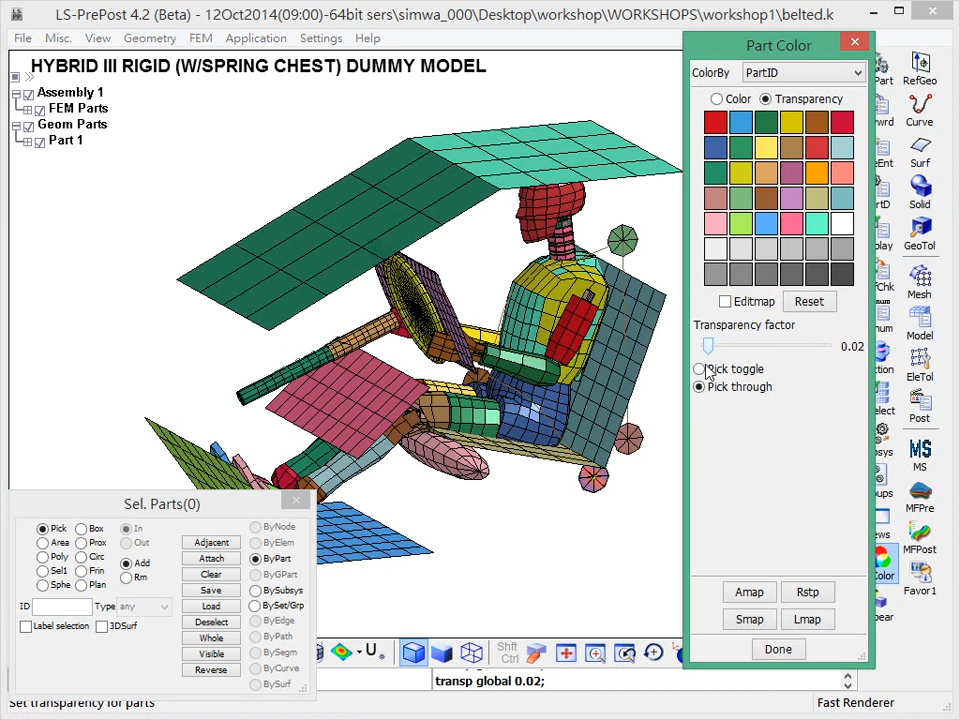 LS-PrePost 4.2 (Beta) - 12Oct2014(09:00)-64bit sers\simwa_000\Desktop\workshop\WORKSHOPS\workshop1\belted.k
File Misc. View Geometry FEM Application Settings Help
HYBRID III RIGID (W/SPRING CHEST) DUMMY MODEL
Assembly 1
FEM Parts
Geom Parts
Part 1
Part Color
ColorBy PartID
Color Transparency
Editmap Reset
Transparency factor
0.02
Pick toggle
Pick through
Amap Rstp
Smap Lmap
Done
Part
RefGeo
Curve
Surf
Solid
GeoTol
Mesh
Model
EleTol
Post
MS
MFPre
MFPost
Color
Favor1
Sel. Parts(0)
Pick Box In
Area Prox Out
Poly Circ
Sel1 Frin Add
Sphe Plan Rm
ID Type any
Label selection 3DSurf
Adjacent
Attach
Clear
Save
Load
Deselect
Whole
Visible
Reverse
ByNode
ByElem
ByPart
ByGPart
BySubsys
BySet/Grp
ByEdge
ByPath
BySegm
ByCurve
BySurf
Shft
Ctrl
transp global 0.02;
Set transparency for parts
Fast Renderer